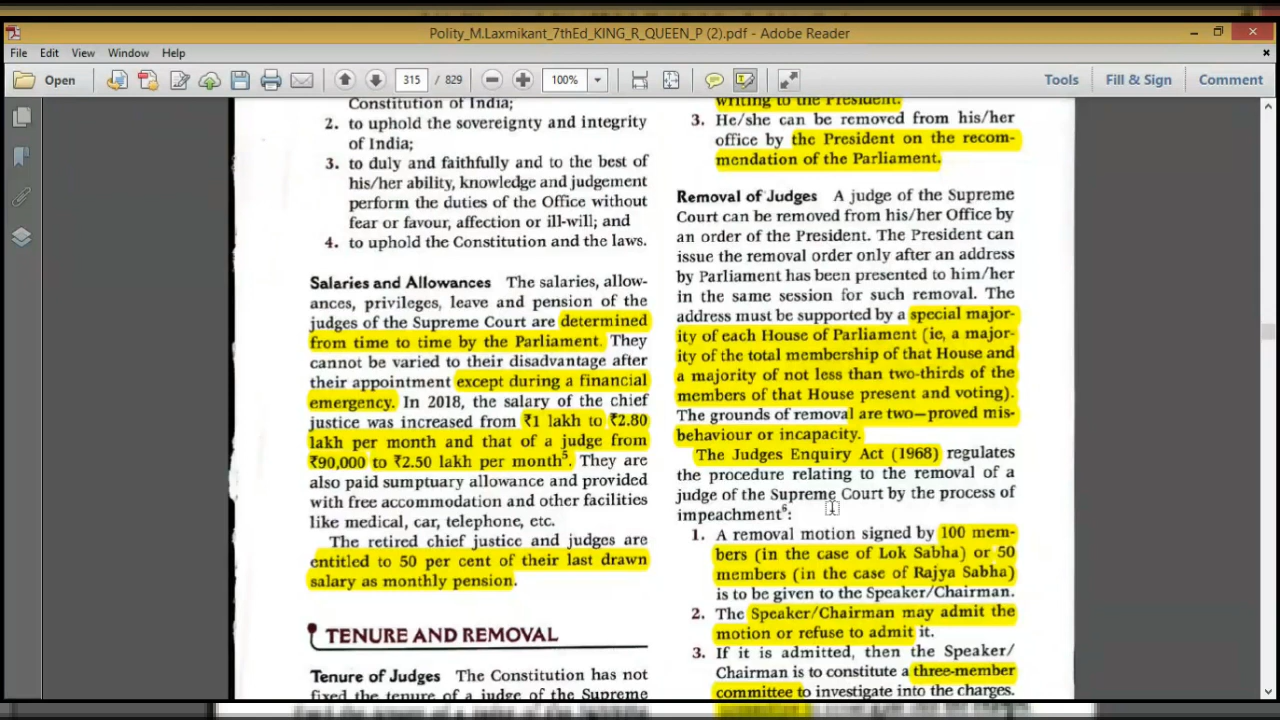 Polity_M.Laxmikant_7thEd_KING_R_QUEEN_P (2).pdf - Adobe Reader
File Edit View Window Help
Open 315 / 829 100% Tools Fill & Sign Comment
Constitution of India;
2. to uphold the sovereignty and integrity
of India;
3. to duly and faithfully and to the best of
his/her ability, knowledge and judgement
perform the duties of the Office without
fear or favour, affection or ill-will; and
4. to uphold the Constitution and the laws.
Salaries and Allowances The salaries, allow-
ances, privileges, leave and pension of the
judges of the Supreme Court are determined
from time to time by the Parliament. They
cannot be varied to their disadvantage after
their appointment except during a financial
emergency. In 2018, the salary of the chief
justice was increased from ₹1 lakh to ₹2.80
lakh per month and that of a judge from
₹90,000 to ₹2.50 lakh per month⁵. They are
also paid sumptuary allowance and provided
with free accommodation and other facilities
like medical, car, telephone, etc.
The retired chief justice and judges are
entitled to 50 per cent of their last drawn
salary as monthly pension.
TENURE AND REMOVAL
Tenure of Judges The Constitution has not
fixed the tenure of a judge of the Supreme
writing to the President.
3. He/she can be removed from his/her
office by the President on the recom-
mendation of the Parliament.
Removal of Judges A judge of the Supreme
Court can be removed from his/her Office by
an order of the President. The President can
issue the removal order only after an address
by Parliament has been presented to him/her
in the same session for such removal. The
address must be supported by a special major-
ity of each House of Parliament (ie, a major-
ity of the total membership of that House and
a majority of not less than two-thirds of the
members of that House present and voting).
The grounds of removal are two—proved mis-
behaviour or incapacity.
The Judges Enquiry Act (1968) regulates
the procedure relating to the removal of a
judge of the Supreme Court by the process of
impeachment⁶:
1. A removal motion signed by 100 mem-
bers (in the case of Lok Sabha) or 50
members (in the case of Rajya Sabha)
is to be given to the Speaker/Chairman.
2. The Speaker/Chairman may admit the
motion or refuse to admit it.
3. If it is admitted, then the Speaker/
Chairman is to constitute a three-member
committee to investigate into the charges.